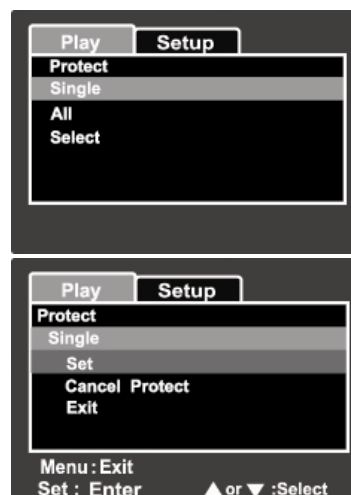 Play Setup
Protect
Single
All
Select
Play Setup
Protect
Single
Set
Cancel Protect
Exit
Menu : Exit
Set : Enter ▲ or ▼ :Select